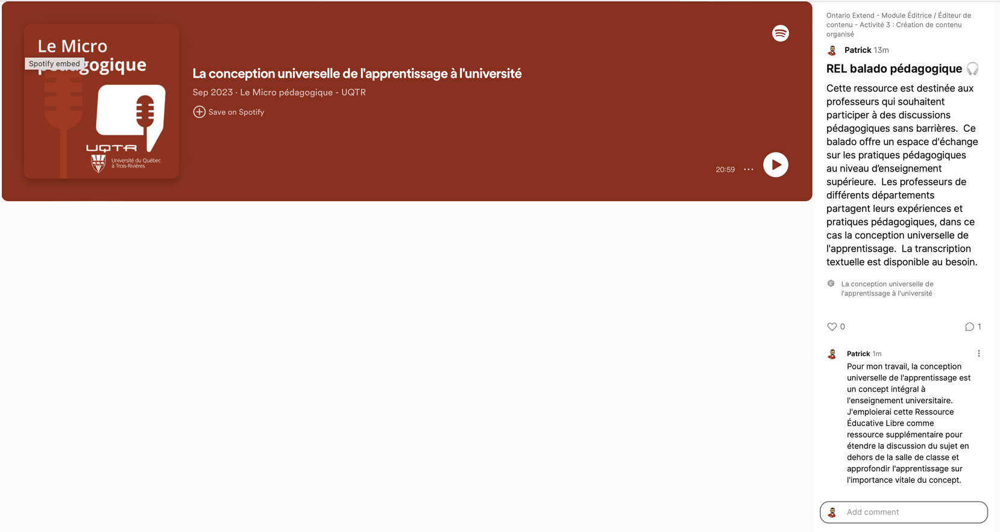 Le Micro
gogique
Spotify embed
UQTR
Université du Québec
à Trois-Rivières
La conception universelle de l'apprentissage à l'université
Sep 2023 · Le Micro pédagogique - UQTR
Save on Spotify
20:59
Ontario Extend - Module Éditrice / Éditeur de
contenu - Activité 3 : Création de contenu
organisé
Patrick 13m
REL balado pédagogique 🎧
Cette ressource est destinée aux
professeurs qui souhaitent
participer à des discussions
pédagogiques sans barrières.  Ce
balado offre un espace d'échange
sur les pratiques pédagogiques
au niveau d’enseignement
supérieure.  Les professeurs de
différents départements
partagent leurs expériences et
pratiques pédagogiques, dans ce
cas la conception universelle de
l'apprentissage.  La transcription
textuelle est disponible au besoin.
La conception universelle de
l'apprentissage à l'université
0
1
Patrick 1m
Pour mon travail, la conception
universelle de l'apprentissage est
un concept intégral à
l'enseignement universitaire.
J'emploierai cette Ressource
Éducative Libre comme
ressource supplémentaire pour
étendre la discussion du sujet en
dehors de la salle de classe et
approfondir l'apprentissage sur
l'importance vitale du concept.
Add comment